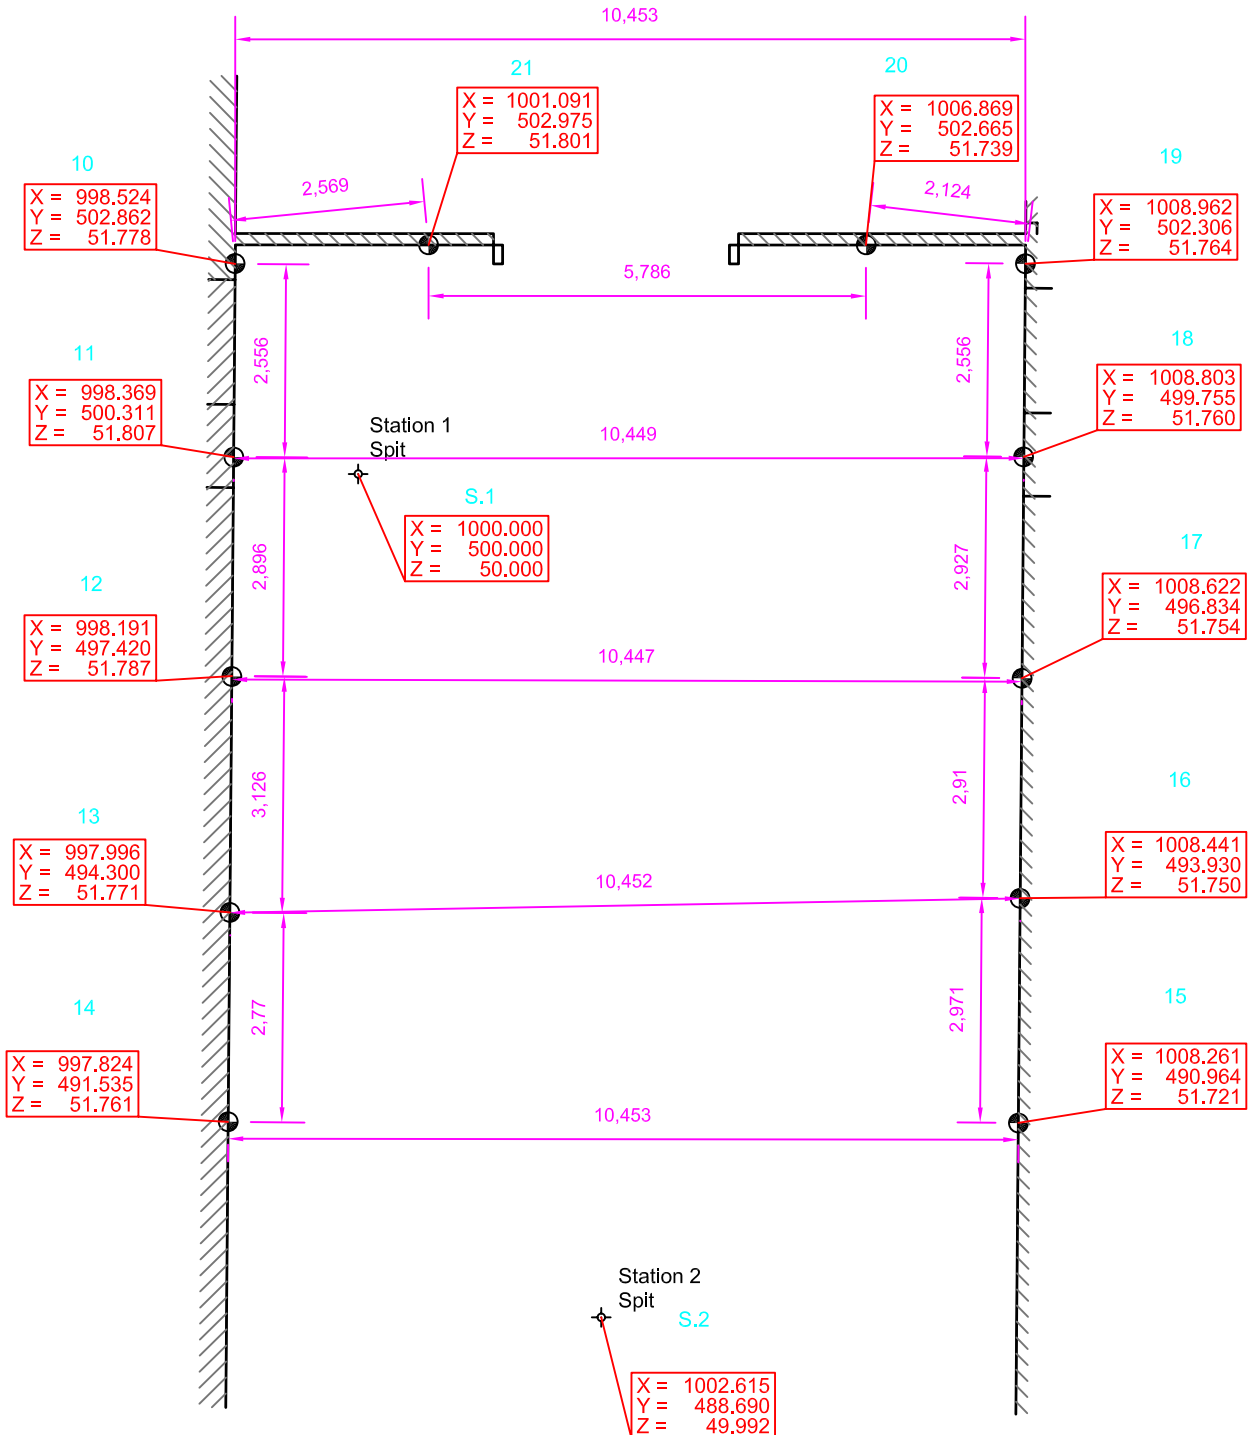 10,453
21
X = 1001.091
Y = 502.975
Z = 51.801
20
X = 1006.869
Y = 502.665
Z = 51.739
10
X = 998.524
Y = 502.862
Z = 51.778
2,569
2,124
19
X = 1008.962
Y = 502.306
Z = 51.764
5,786
11
X = 998.369
Y = 500.311
Z = 51.807
2,556
2,556
18
X = 1008.803
Y = 499.755
Z = 51.760
Station 1
Spit
10,449
S.1
X = 1000.000
Y = 500.000
Z = 50.000
2,896
2,927
12
X = 998.191
Y = 497.420
Z = 51.787
17
X = 1008.622
Y = 496.834
Z = 51.754
10,447
3,126
2,91
13
X = 997.996
Y = 494.300
Z = 51.771
16
X = 1008.441
Y = 493.930
Z = 51.750
10,452
2,77
2,971
14
X = 997.824
Y = 491.535
Z = 51.761
15
X = 1008.261
Y = 490.964
Z = 51.721
10,453
Station 2
Spit
S.2
X = 1002.615
Y = 488.690
Z = 49.992